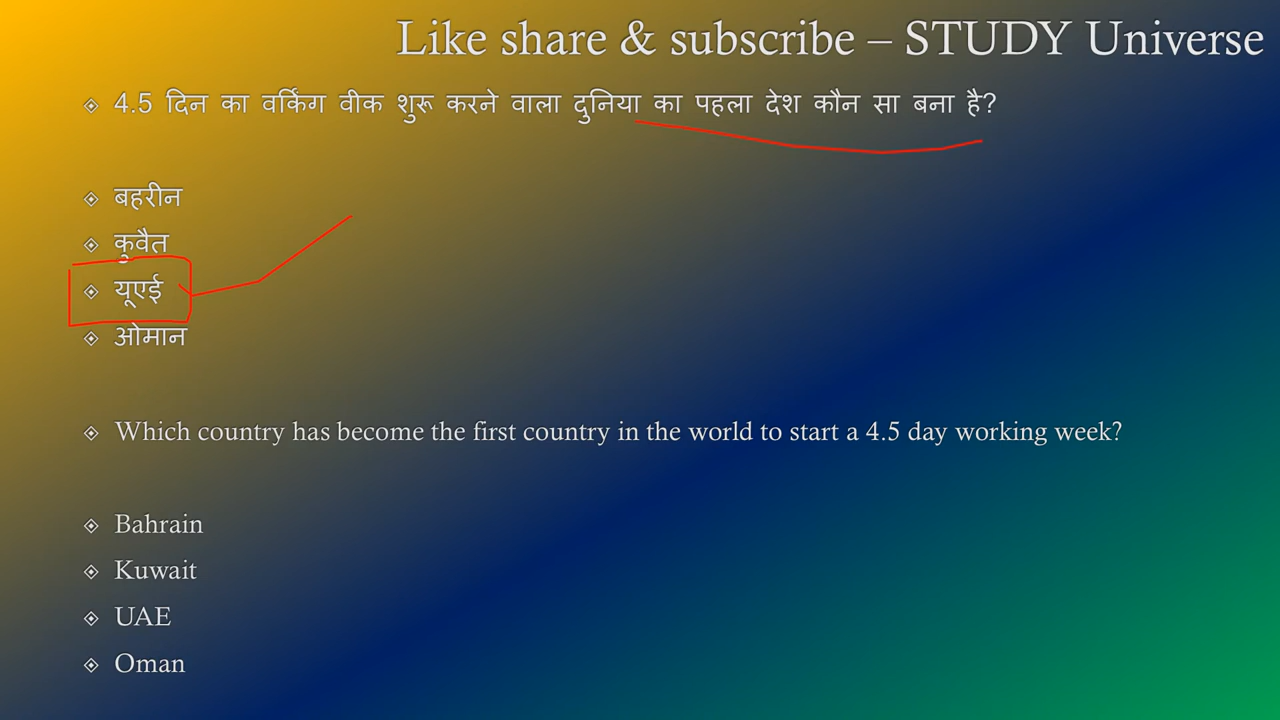 Like share & subscribe – STUDY Universe
4.5 दिन का वर्किंग वीक शुरू करने वाला दुनिया का पहला देश कौन सा बना है?
बहरीन
कुवैत
यूएई
ओमान
Which country has become the first country in the world to start a 4.5 day working week?
Bahrain
Kuwait
UAE
Oman